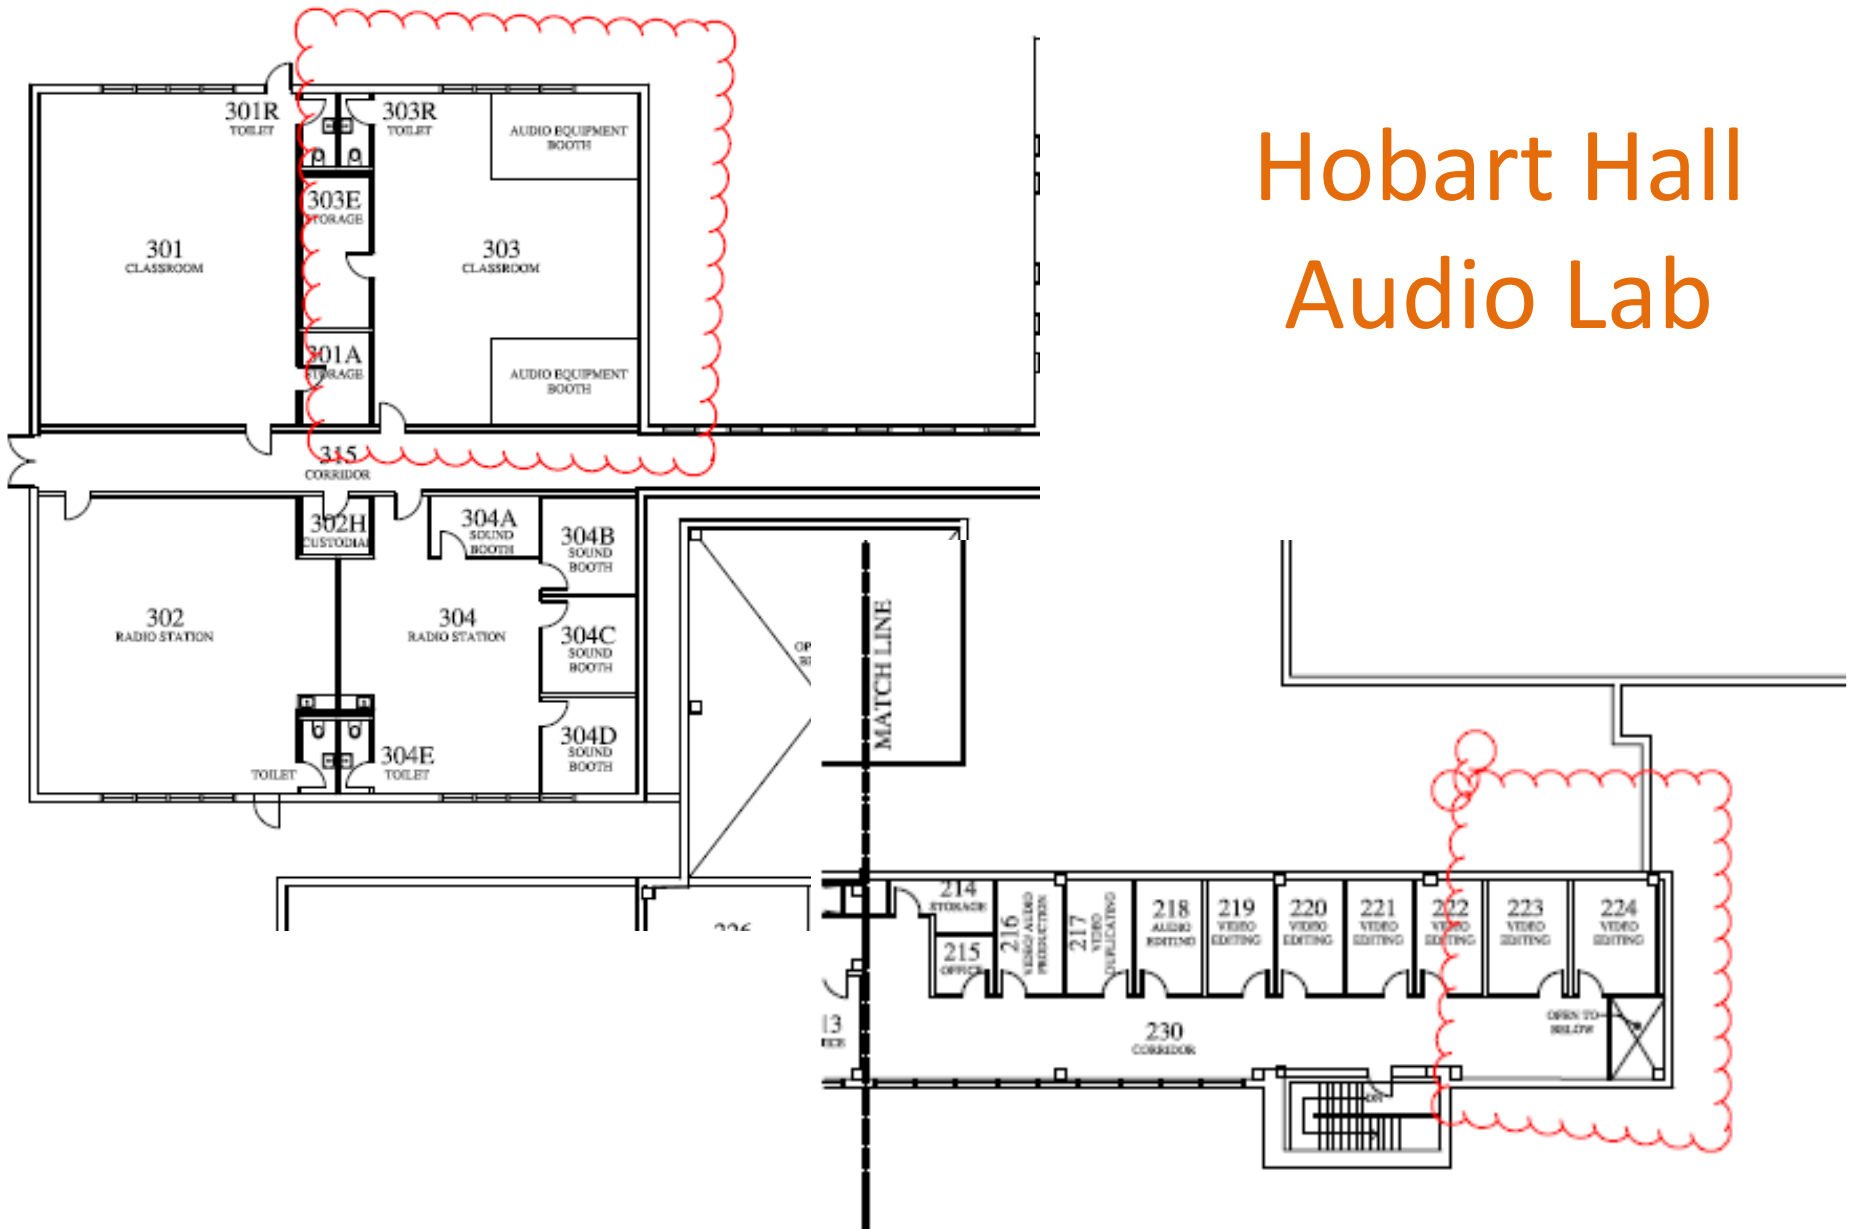 Hobart Hall
Audio Lab
301R
TOILET
303R
TOILET
AUDIO EQUIPMENT
BOOTH
303E
STORAGE
301
CLASSROOM
303
CLASSROOM
301A
STORAGE
AUDIO EQUIPMENT
BOOTH
315
CORRIDOR
302H
CUSTODIAL
304A
SOUND
BOOTH
304B
SOUND
BOOTH
302
RADIO STATION
304
RADIO STATION
304C
SOUND
BOOTH
304D
SOUND
BOOTH
TOILET
304E
TOILET
MATCH LINE
214
STORAGE
215
OFFICE
216
VIDEO/AUDIO
PRODUCTION
217
VIDEO
DUPLICATING
218
AUDIO
EDITING
219
VIDEO
EDITING
220
VIDEO
EDITING
221
VIDEO
EDITING
222
VIDEO
EDITING
223
VIDEO
EDITING
224
VIDEO
EDITING
230
CORRIDOR
OPEN TO
BELOW
DN